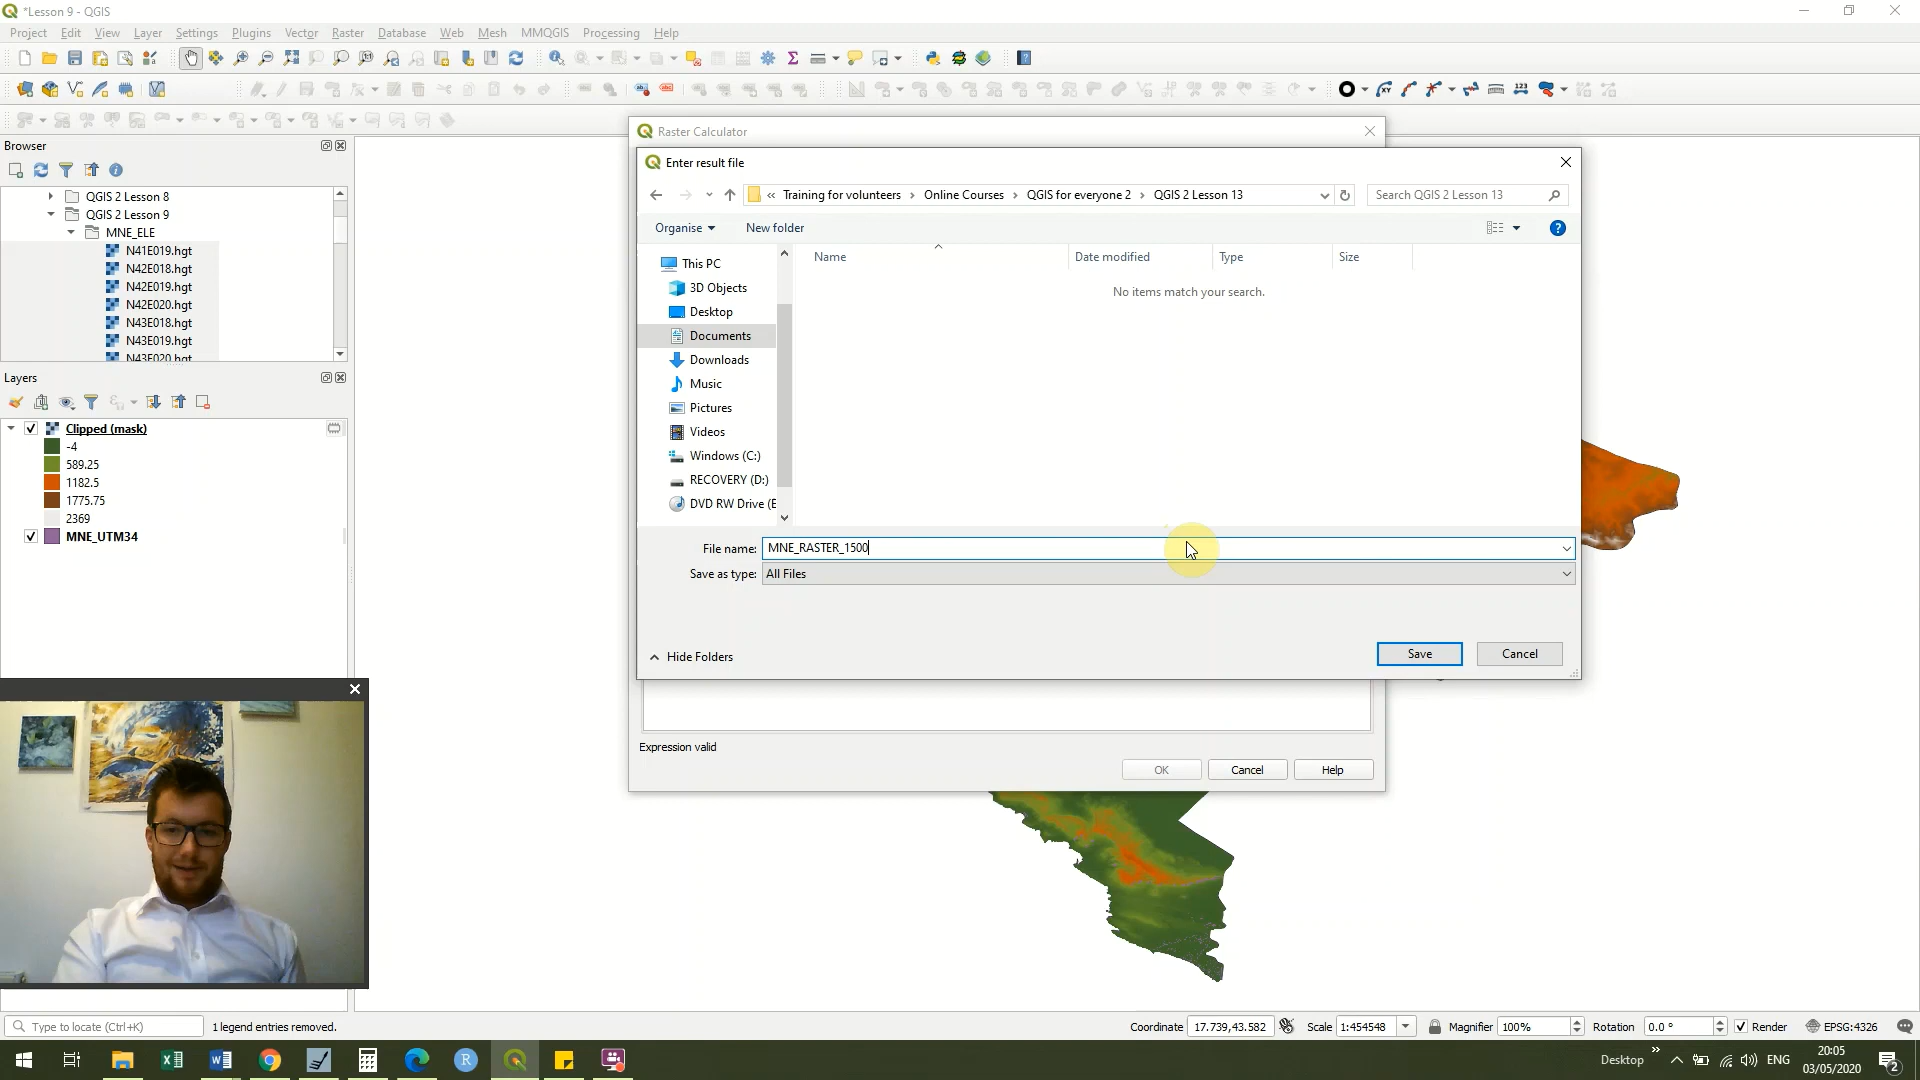 *Lesson 9 - QGIS
Project Edit View Layer Settings Plugins Vector Raster Database Web Mesh MMQGIS Processing Help
Browser
QGIS 2 Lesson 8
QGIS 2 Lesson 9
MNE_ELE
N41E019.hgt
N42E018.hgt
N42E019.hgt
N42E020.hgt
N43E018.hgt
N43E019.hgt
N43E020.hgt
Layers
Clipped (mask)
-4
589.25
1182.5
1775.75
2369
MNE_UTM34
Raster Calculator
Enter result file
« Training for volunteers › Online Courses › QGIS for everyone 2 › QGIS 2 Lesson 13
Search QGIS 2 Lesson 13
Organise New folder
This PC
3D Objects
Desktop
Documents
Downloads
Music
Pictures
Videos
Windows (C:)
RECOVERY (D:)
DVD RW Drive (E
Name Date modified Type Size
No items match your search.
File name: MNE_RASTER_1500
Save as type: All Files
Hide Folders
Save Cancel
Expression valid
OK Cancel Help
Type to locate (Ctrl+K) 1 legend entries removed. Coordinate 17.739,43.582 Scale 1:454548 Magnifier 100% Rotation 0.0 ° Render EPSG:4326
Desktop » ENG
20:05
03/05/2020
2